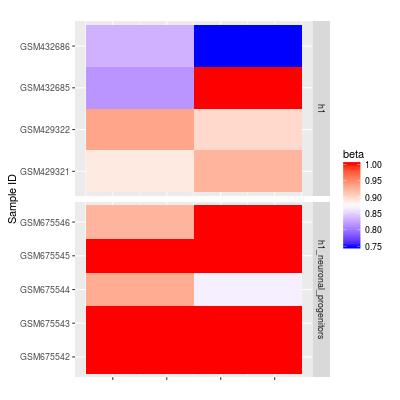 GSM432686
GSM432685
GSM429322
GSM429321
h1
GSM675546
GSM675545
GSM675544
GSM675543
GSM675542
h1_neuronal_progenitors
Sample ID
beta
1.00
0.95
0.90
0.85
0.80
0.75